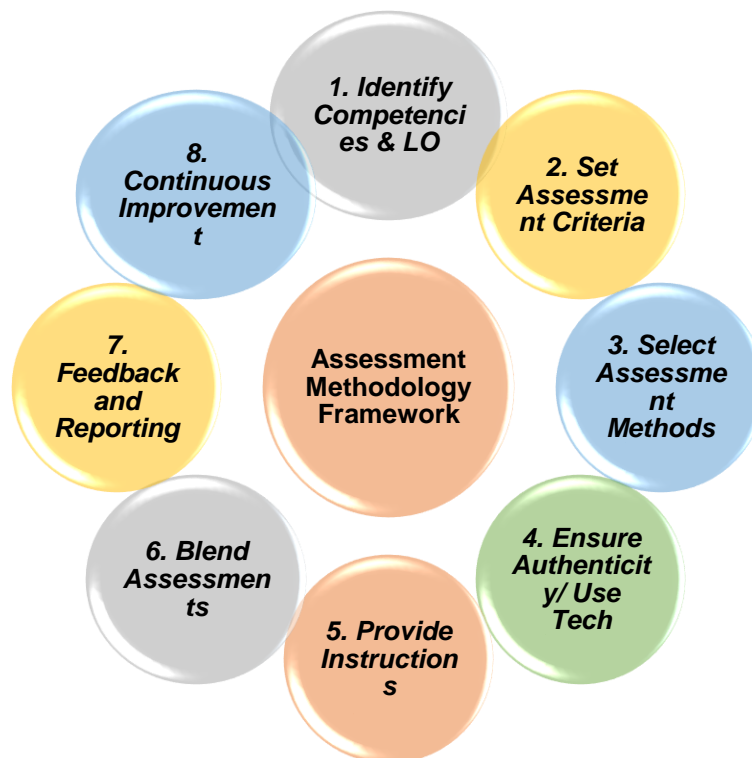 1. Identify
Competenci
es & LO
2. Set
Assessme
nt Criteria
3. Select
Assessme
nt
Methods
4. Ensure
Authenticit
y/ Use
Tech
5. Provide
Instruction
s
6. Blend
Assessmen
ts
7.
Feedback
and
Reporting
8.
Continuous
Improvemen
t
Assessment
Methodology
Framework